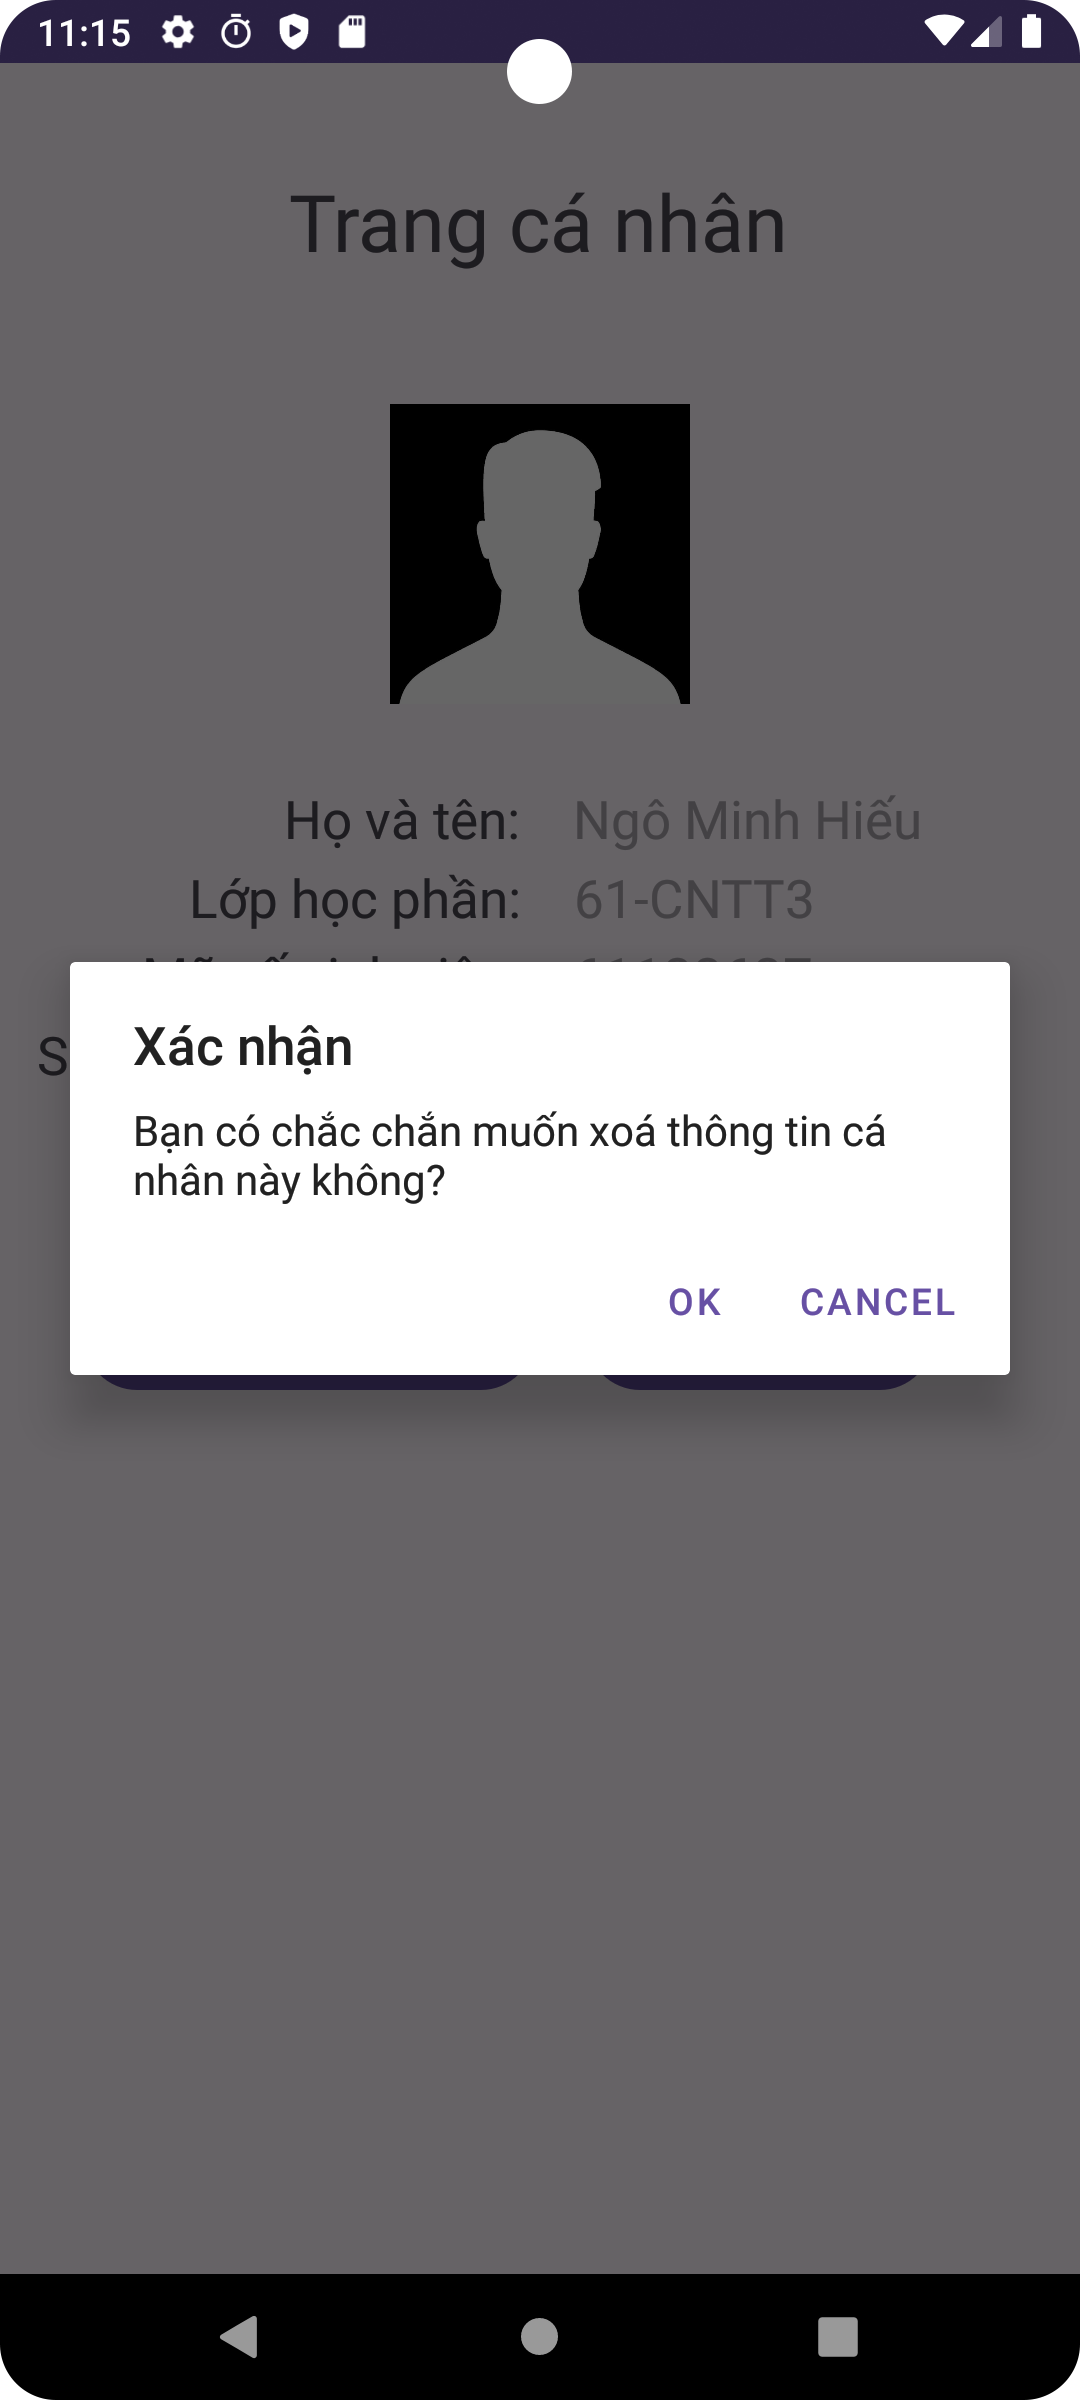 11:15
Trang cá nhân
Họ và tên: Ngô Minh Hiếu
Lớp học phần: 61-CNTT3
S
Xác nhận
Bạn có chắc chắn muốn xoá thông tin cá
nhân này không?
OK CANCEL